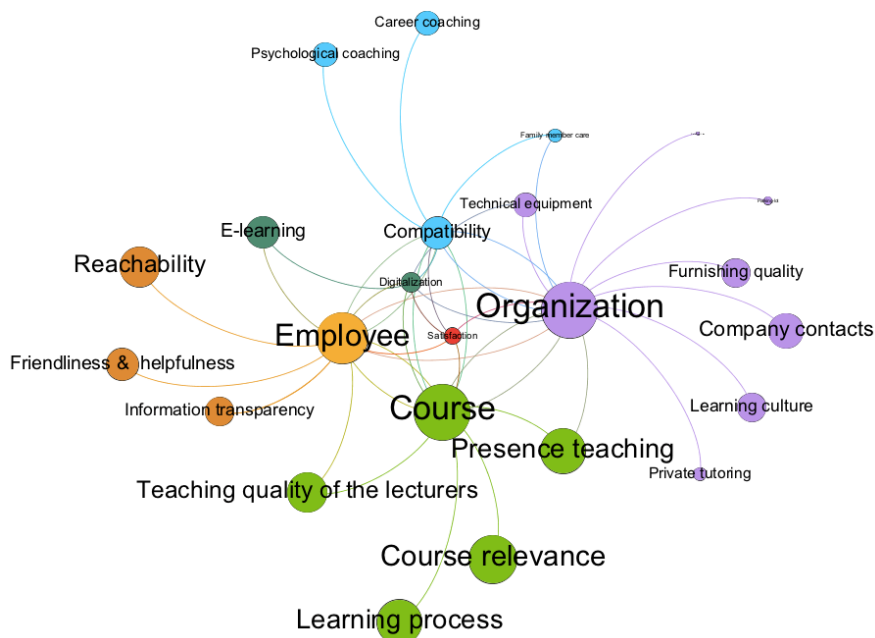 Career coaching
Psychological coaching
Family member care
Technical equipment
E-learning
Compatibility
Reachability
Furnishing quality
Digitalization
Organization
Company contacts
Employee
Satisfaction
Friendliness & helpfulness
Course
Learning culture
Information transparency
Presence teaching
Private tutoring
Teaching quality of the lecturers
Course relevance
Learning process